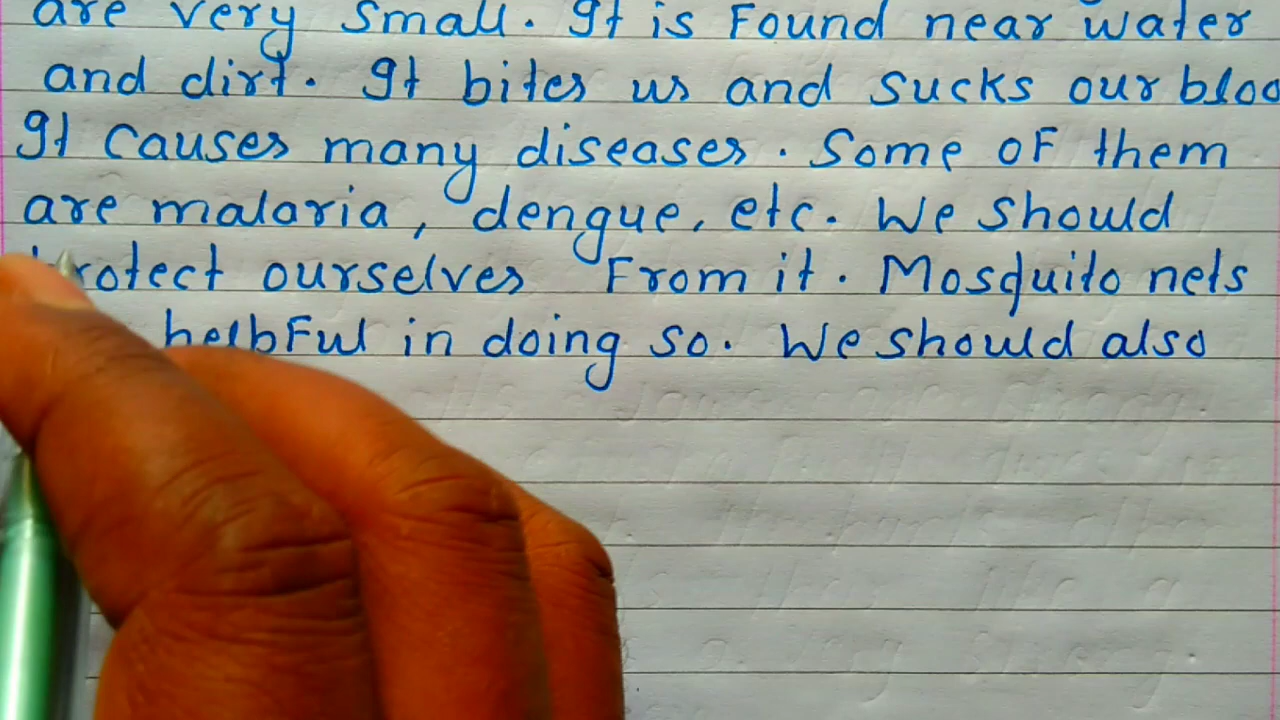 are very small. It is Found near water
and dirt. It bites us and sucks our bloo
It causes many diseases. Some of them
are malaria, dengue, etc. We should
protect ourselves From it. Mosquito nets
helpFul in doing so. We should also